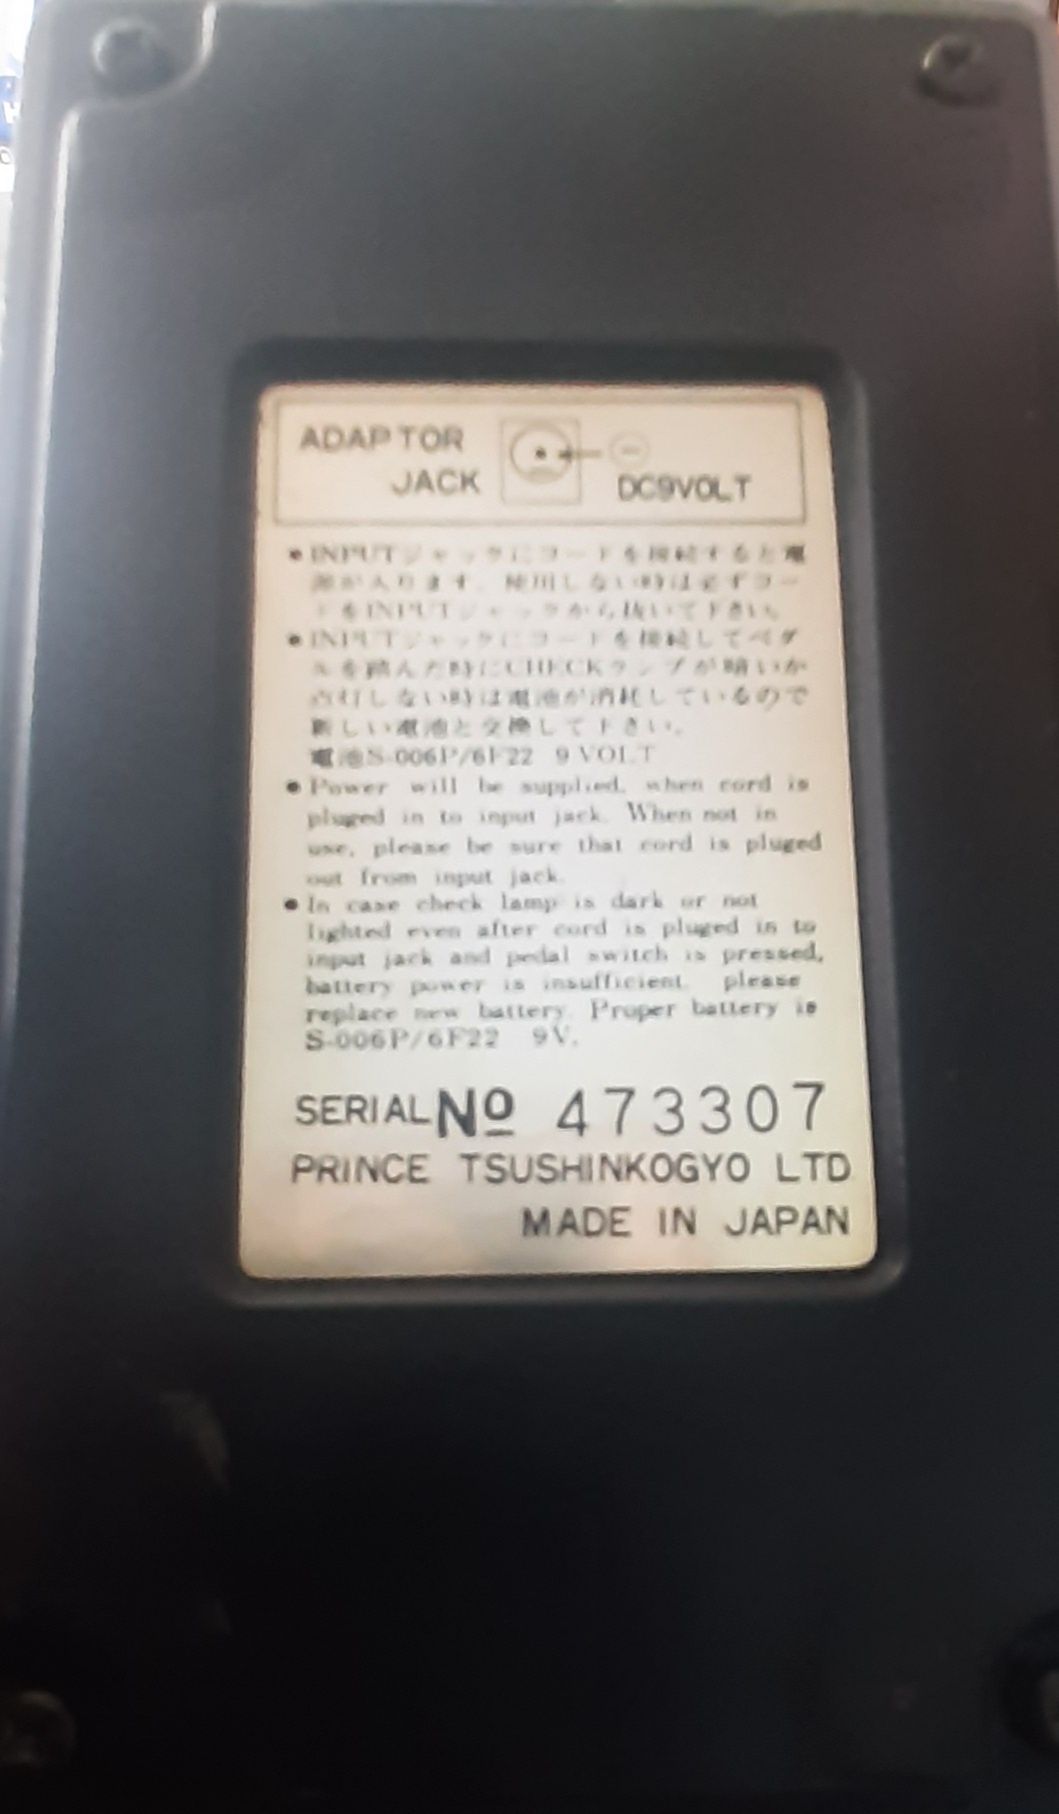 ADAPTOR
JACK
DC9VOLT
● INPUTジャックにコードを接続すると電
源が入ります。使用しない時は必ずコー
ドをINPUTジャックから抜いて下さい。
● INPUTジャックにコードを接続してペダ
ルを踏んだ時にCHECKランプが暗いか
点灯しない時は電池が消耗しているので
新しい電池と交換して下さい。
電池S-006P/6F22 9VOLT
● Power will be supplied, when cord is
pluged in to input jack. When not in
use, please be sure that cord is pluged
out from input jack.
● In case check lamp is dark or not
lighted even after cord is pluged in to
input jack and pedal switch is pressed,
battery power is insufficient. please
replace new battery. Proper battery is
S-006P/6F22 9V.
SERIAL No 473307
PRINCE TSUSHINKOGYO LTD
MADE IN JAPAN